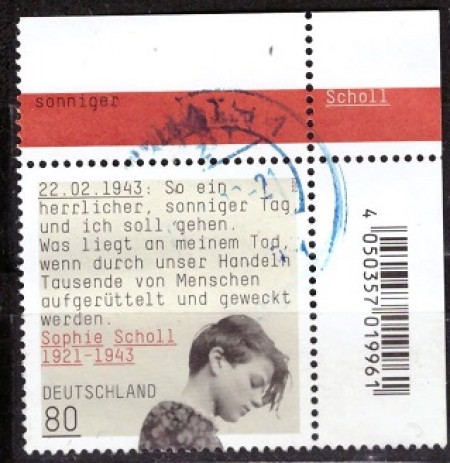 sonniger
Scholl
22.02.1943: So ein
herrlicher, sonniger Tag,
und ich soll gehen.
Was liegt an meinem Tod,
wenn durch unser Handeln
Tausende von Menschen
aufgerüttelt und geweckt
werden.
Sophie Scholl
1921-1943
DEUTSCHLAND
80
4 050357 019961